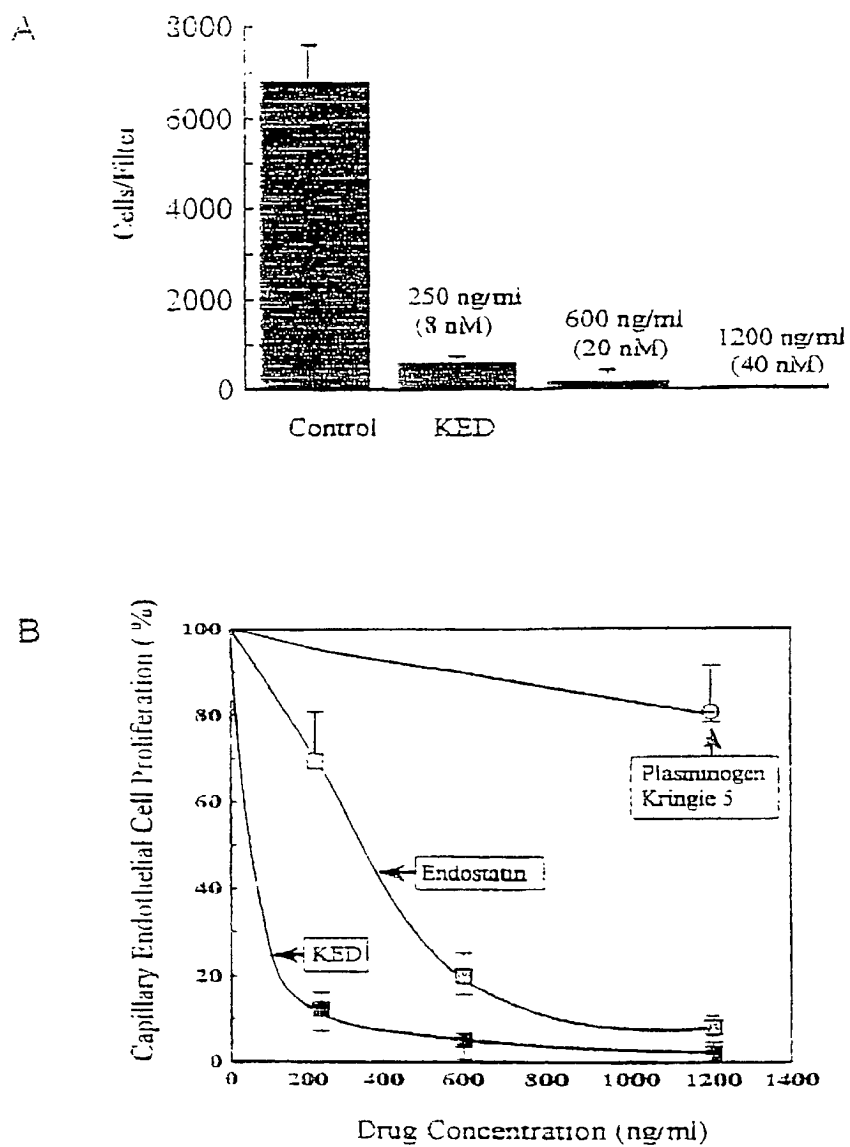 A
Cells/Filter
8000
6000
4000
2000
0
250 ng/ml
(8 nM)
600 ng/ml
(20 nM)
1200 ng/ml
(40 nM)
Control
KED
B
Capillary Endothelial Cell Proliferation (%)
100
80
60
40
20
0
Plasminogen
Kringle 5
Endostatin
KED
0
200
400
600
800
1000
1200
1400
Drug Concentration (ng/ml)